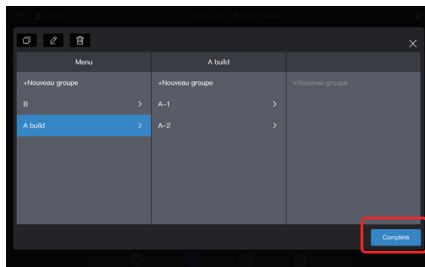 Menu
A build
+Nouveau groupe
+Nouveau groupe
+Nouveau groupe
B
A-1
A build
A-2
Complété